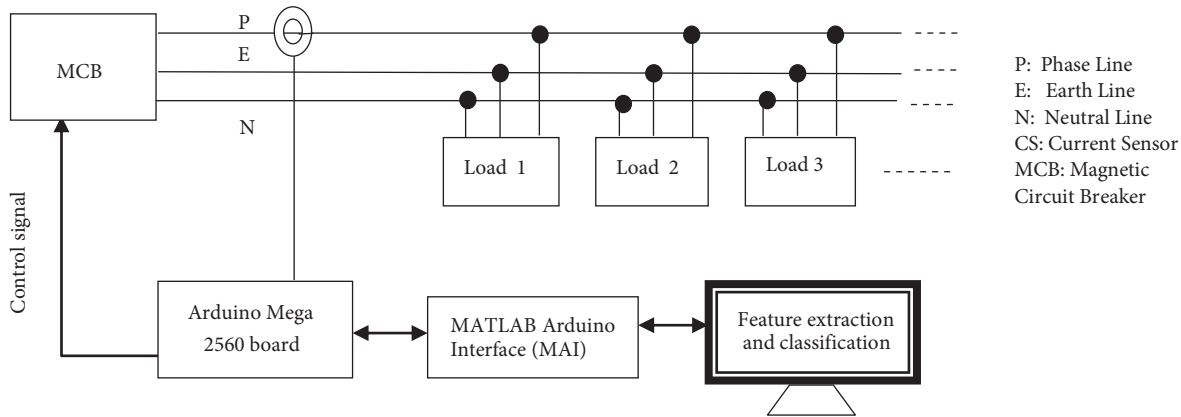 P
MCB
E
N
Load 1
Load 2
Load 3
P: Phase Line
E: Earth Line
N: Neutral Line
CS: Current Sensor
MCB: Magnetic
Circuit Breaker
Control signal
Arduino Mega
2560 board
MATLAB Arduino
Interface (MAI)
Feature extraction
and classification